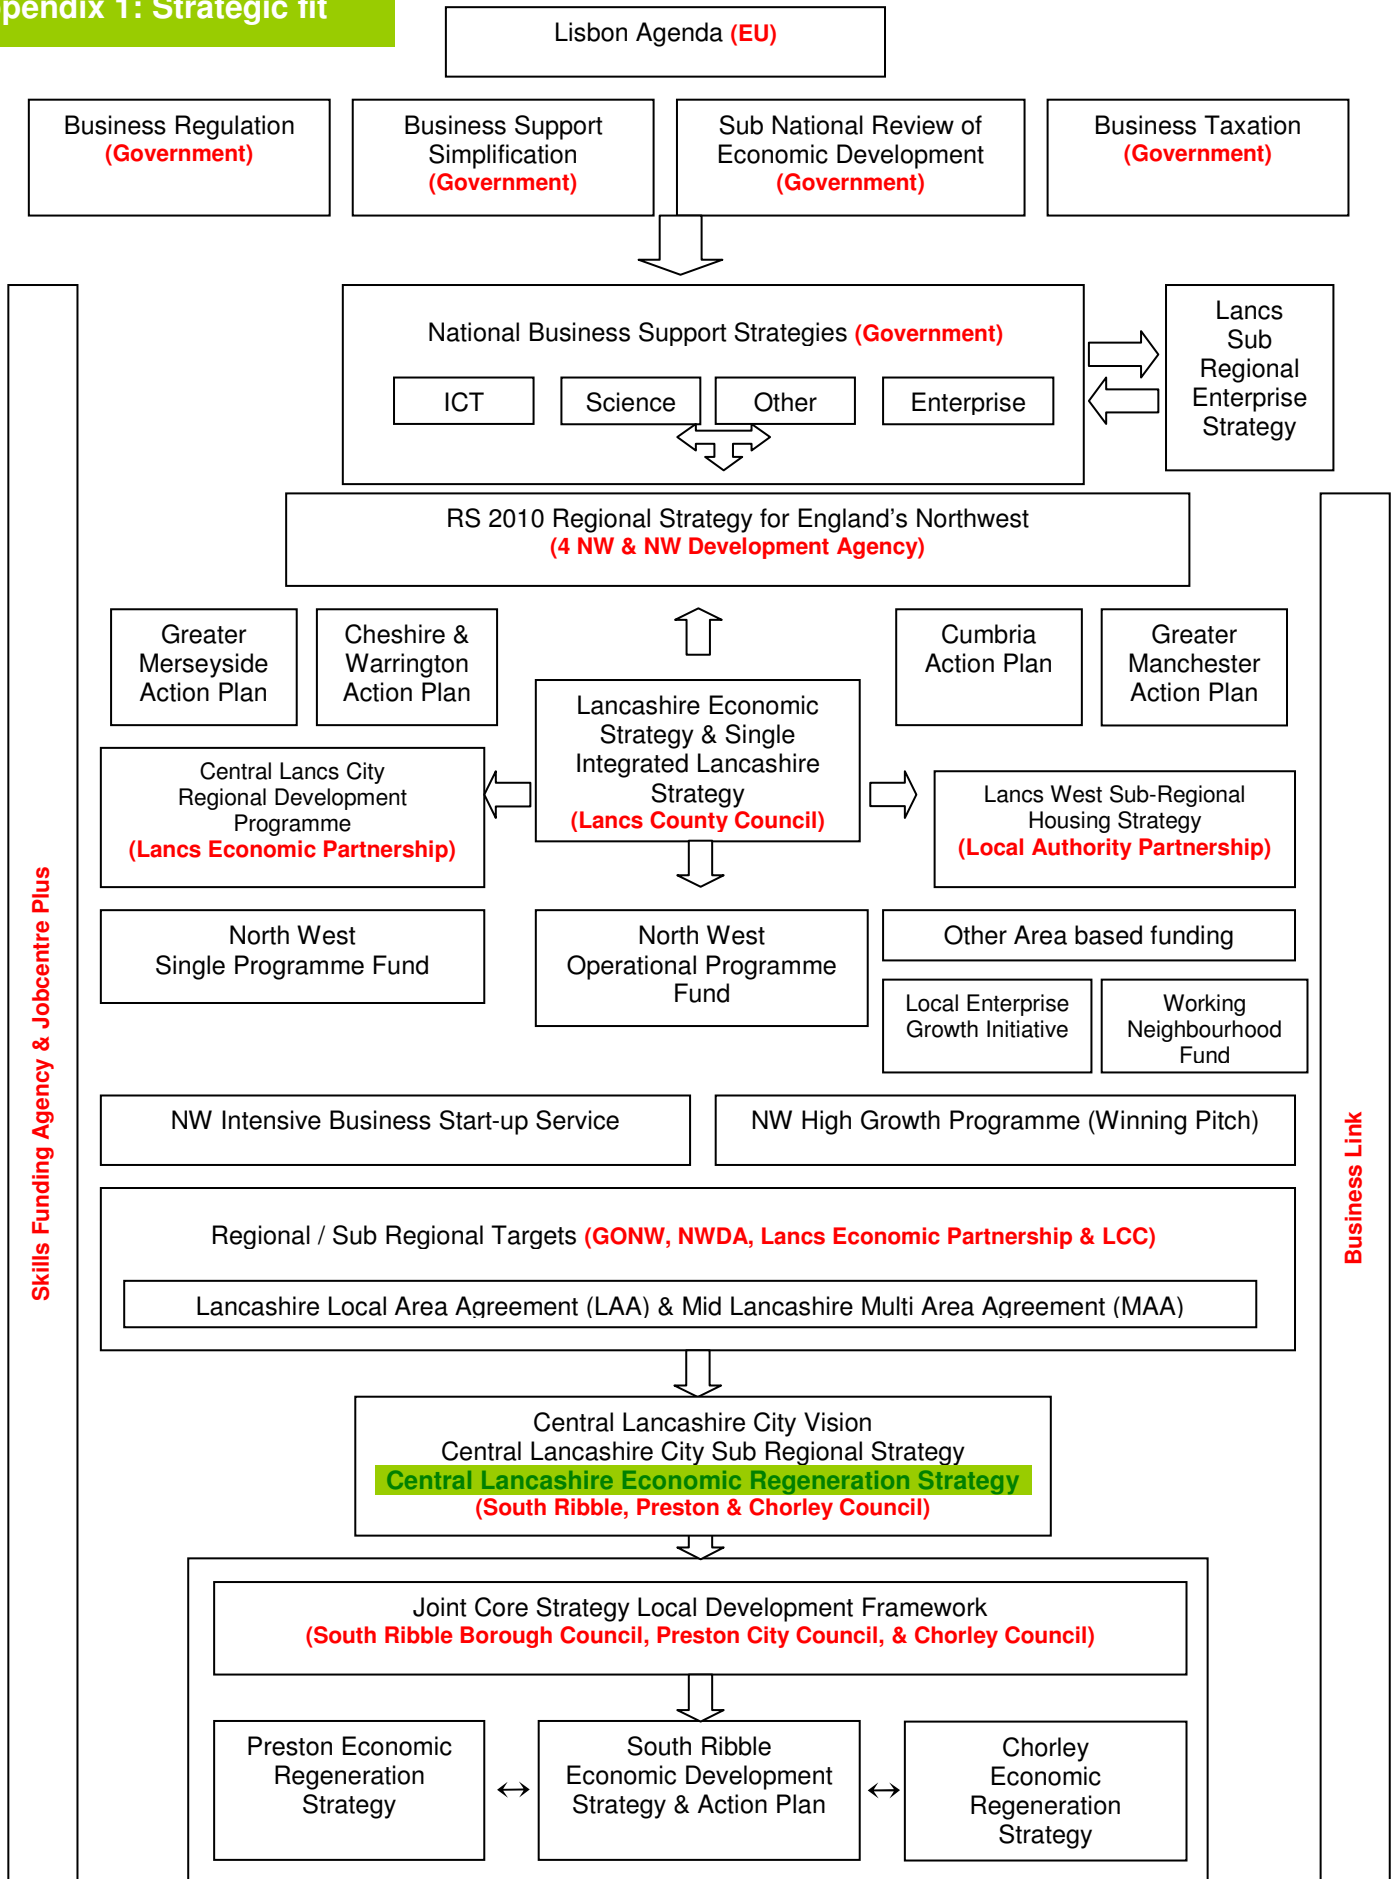 ppendix 1: Strategic fit
Lisbon Agenda (EU)
Business Regulation
(Government)
Business Support
Simplification
(Government)
Sub National Review of
Economic Development
(Government)
Business Taxation
(Government)
National Business Support Strategies (Government)
ICT
Science
Other
Enterprise
Lancs
Sub
Regional
Enterprise
Strategy
RS 2010 Regional Strategy for England's Northwest
(4 NW & NW Development Agency)
Greater
Merseyside
Action Plan
Cheshire &
Warrington
Action Plan
Cumbria
Action Plan
Greater
Manchester
Action Plan
Lancashire Economic
Strategy & Single
Integrated Lancashire
Strategy
(Lancs County Council)
Central Lancs City
Regional Development
Programme
(Lancs Economic Partnership)
Lancs West Sub-Regional
Housing Strategy
(Local Authority Partnership)
North West
Single Programme Fund
North West
Operational Programme
Fund
Other Area based funding
Local Enterprise
Growth Initiative
Working
Neighbourhood
Fund
NW Intensive Business Start-up Service
NW High Growth Programme (Winning Pitch)
Regional / Sub Regional Targets (GONW, NWDA, Lancs Economic Partnership & LCC)
Lancashire Local Area Agreement (LAA) & Mid Lancashire Multi Area Agreement (MAA)
Central Lancashire City Vision
Central Lancashire City Sub Regional Strategy
Central Lancashire Economic Regeneration Strategy
(South Ribble, Preston & Chorley Council)
Joint Core Strategy Local Development Framework
(South Ribble Borough Council, Preston City Council, & Chorley Council)
Preston Economic
Regeneration
Strategy
South Ribble
Economic Development
Strategy & Action Plan
Chorley
Economic
Regeneration
Strategy
Skills Funding Agency & Jobcentre Plus
Business Link